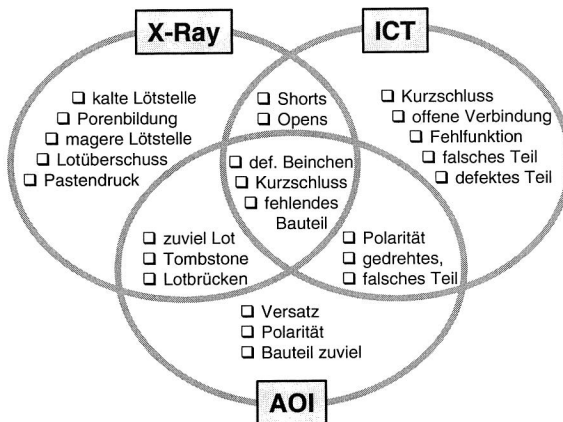 X-Ray
ICT
❑ kalte Lötstelle
❑ Porenbildung
❑ magere Lötstelle
❑ Lotüberschuss
❑ Pastendruck
❑ Shorts
❑ Opens
❑ Kurzschluss
❑ offene Verbindung
❑ Fehlfunktion
❑ falsches Teil
❑ defektes Teil
❑ def. Beinchen
❑ Kurzschluss
❑ fehlendes
Bauteil
❑ zuviel Lot
❑ Tombstone
❑ Lotbrücken
❑ Polarität
❑ gedrehtes,
❑ falsches Teil
❑ Versatz
❑ Polarität
❑ Bauteil zuviel
AOI